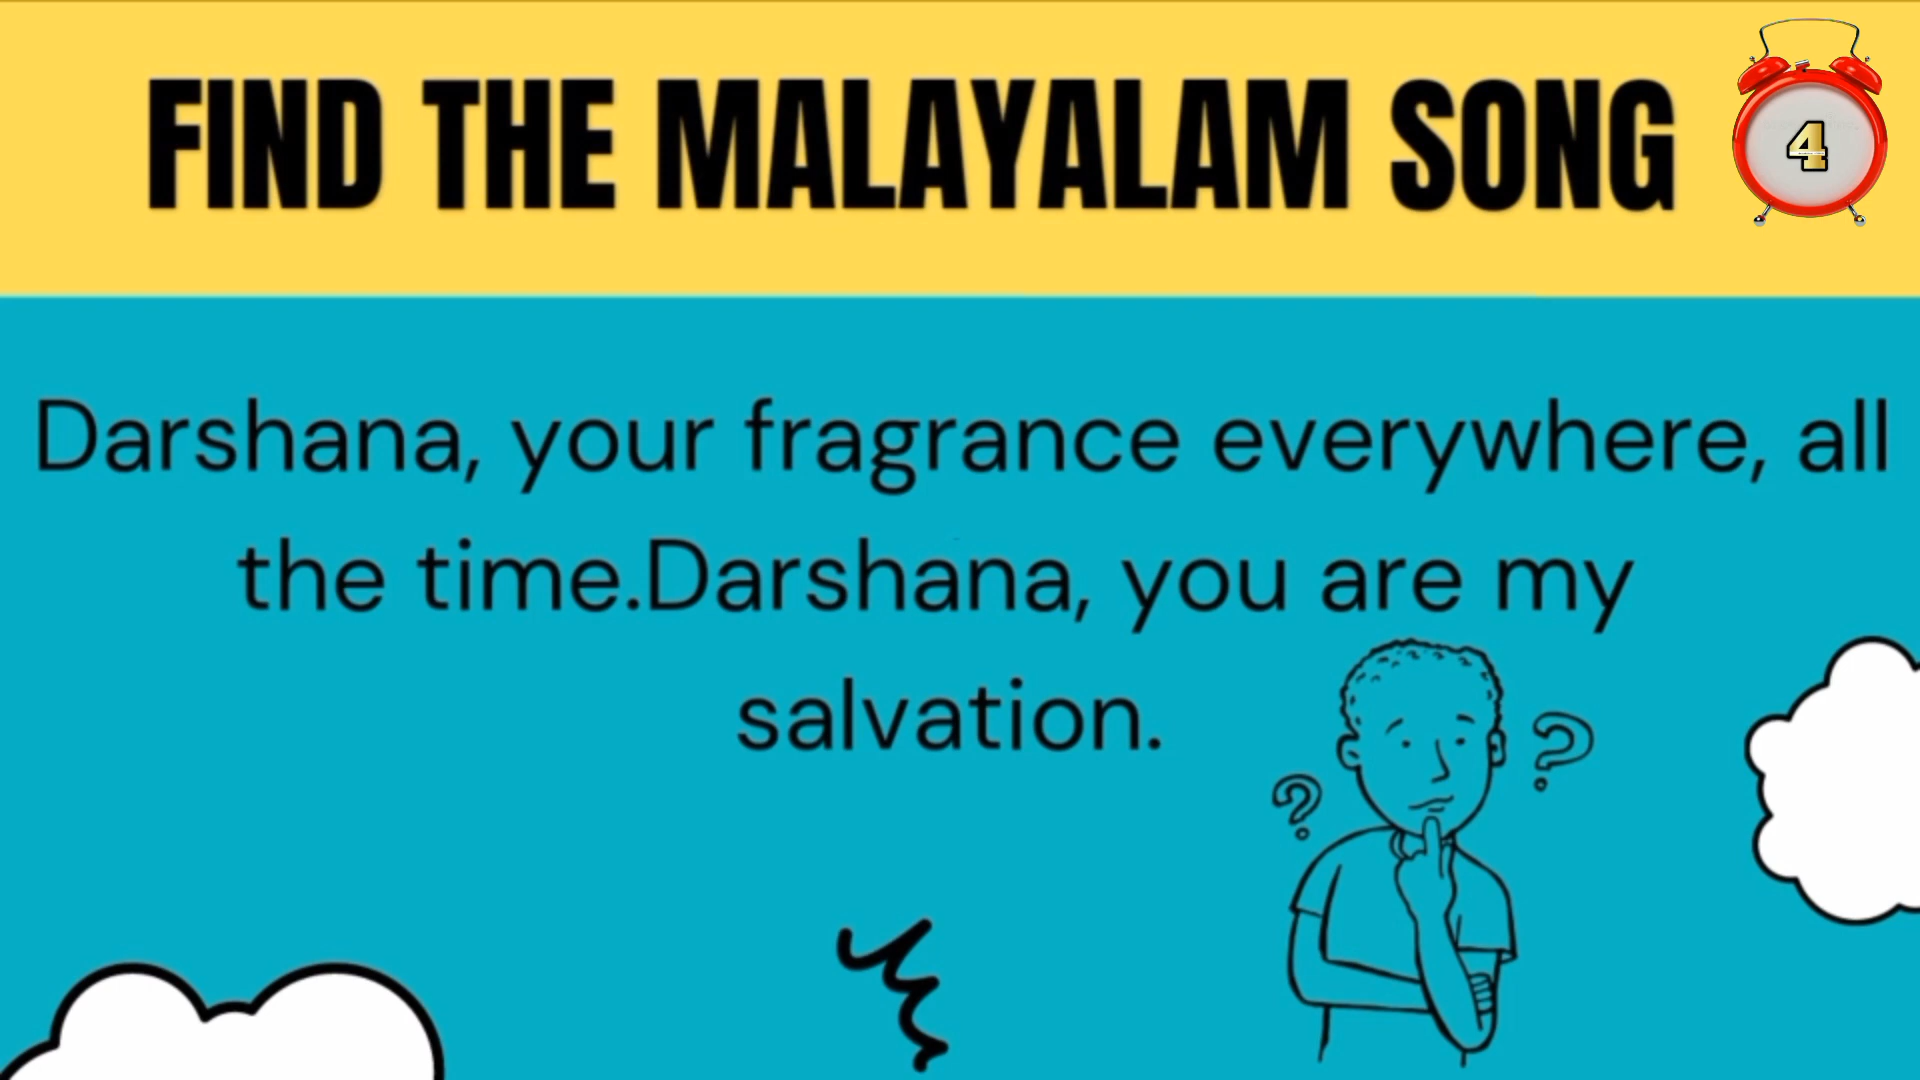 FIND THE MALAYALAM SONG
4
Darshana, your fragrance everywhere, all
the time.Darshana, you are my
salvation.
? ?